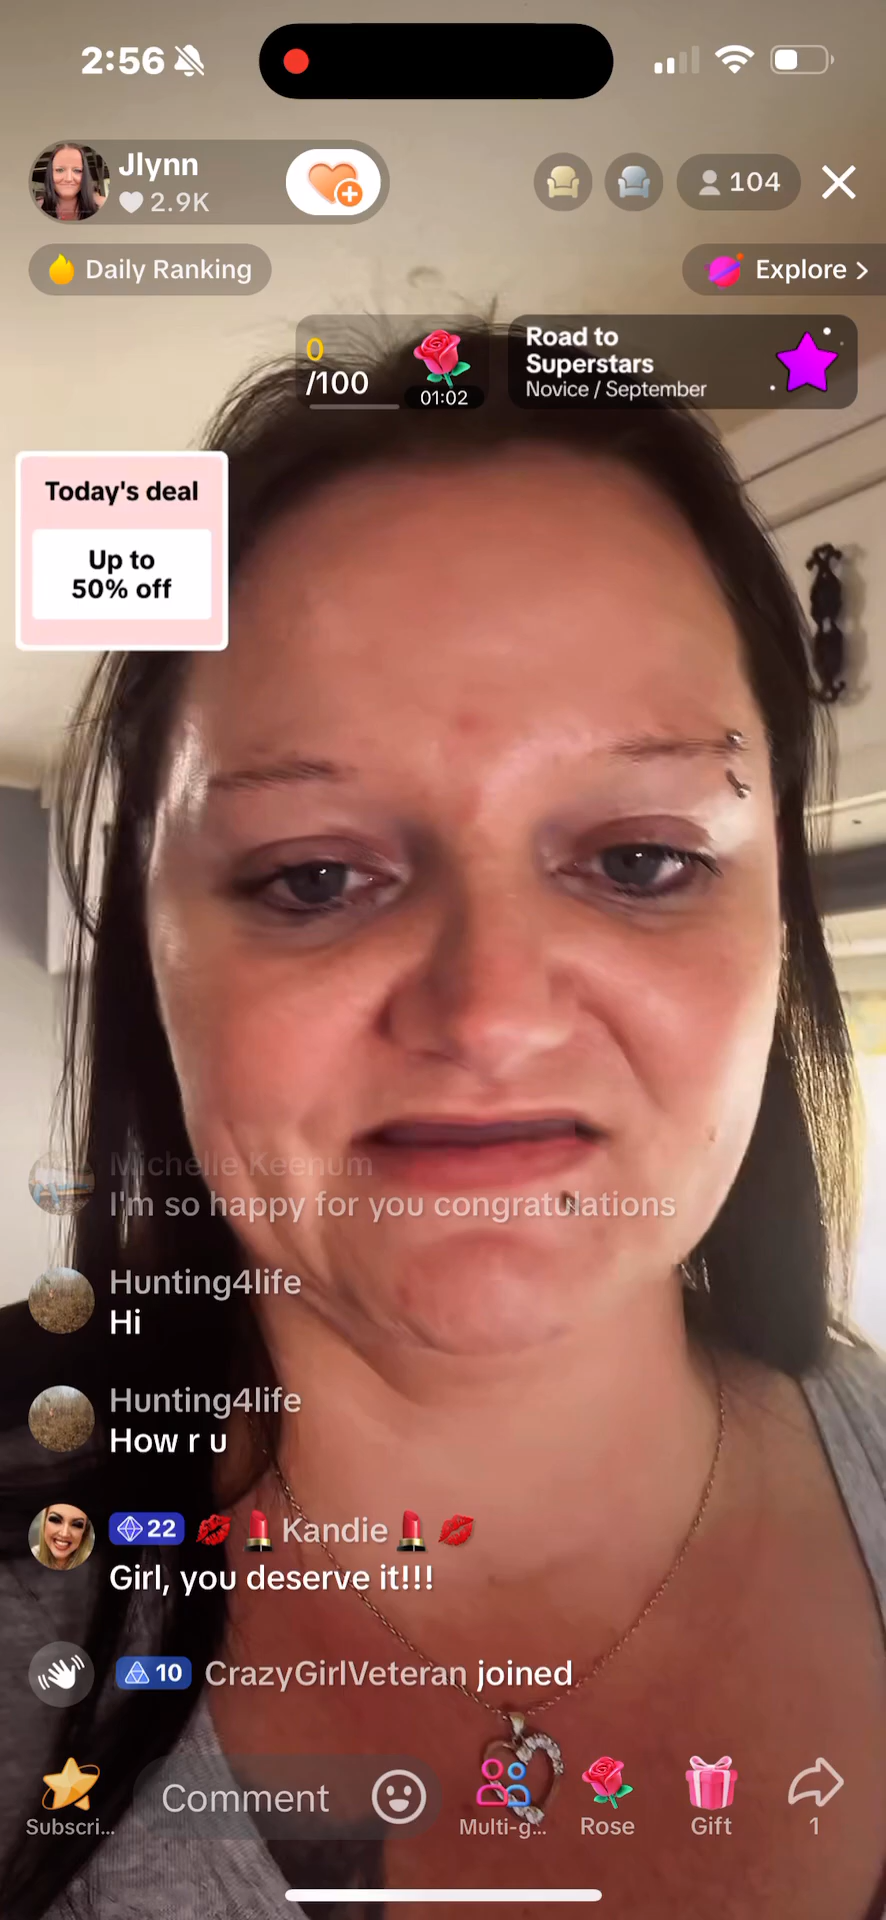 2:56
Jlynn
2.9K
104
Daily Ranking
Explore >
0
/100
01:02
Road to
Superstars
Novice / September
Today's deal
Up to
50% off
Michelle Keenum
I'm so happy for you congratulations
Hunting4life
Hi
Hunting4life
How r u
22 Kandie
Girl, you deserve it!!!
10 CrazyGirlVeteran joined
Comment
Subscri...
Multi-g...
Rose
Gift
1